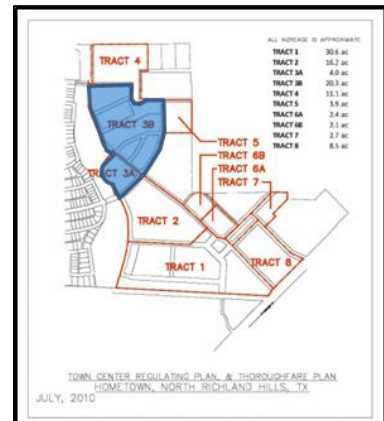 ALL ACREAGE IS APPROXIMATE
TRACT 1 30.6 ac
TRACT 2 16.2 ac
TRACT 3A 4.0 ac
TRACT 3B 20.3 ac
TRACT 4 11.1 ac
TRACT 5 3.9 ac
TRACT 6A 2.4 ac
TRACT 6B 2.1 ac
TRACT 7 2.7 ac
TRACT 8 8.5 ac
TRACT 4
TRACT 3B
TRACT 5
TRACT 6B
TRACT 6A
TRACT 7
TRACT 3A
TRACT 2
TRACT 1
TRACT 8
TOWN CENTER REGULATING PLAN, & THOROUGHFARE PLAN
HOMETOWN, NORTH RICHLAND HILLS, TX
JULY, 2010